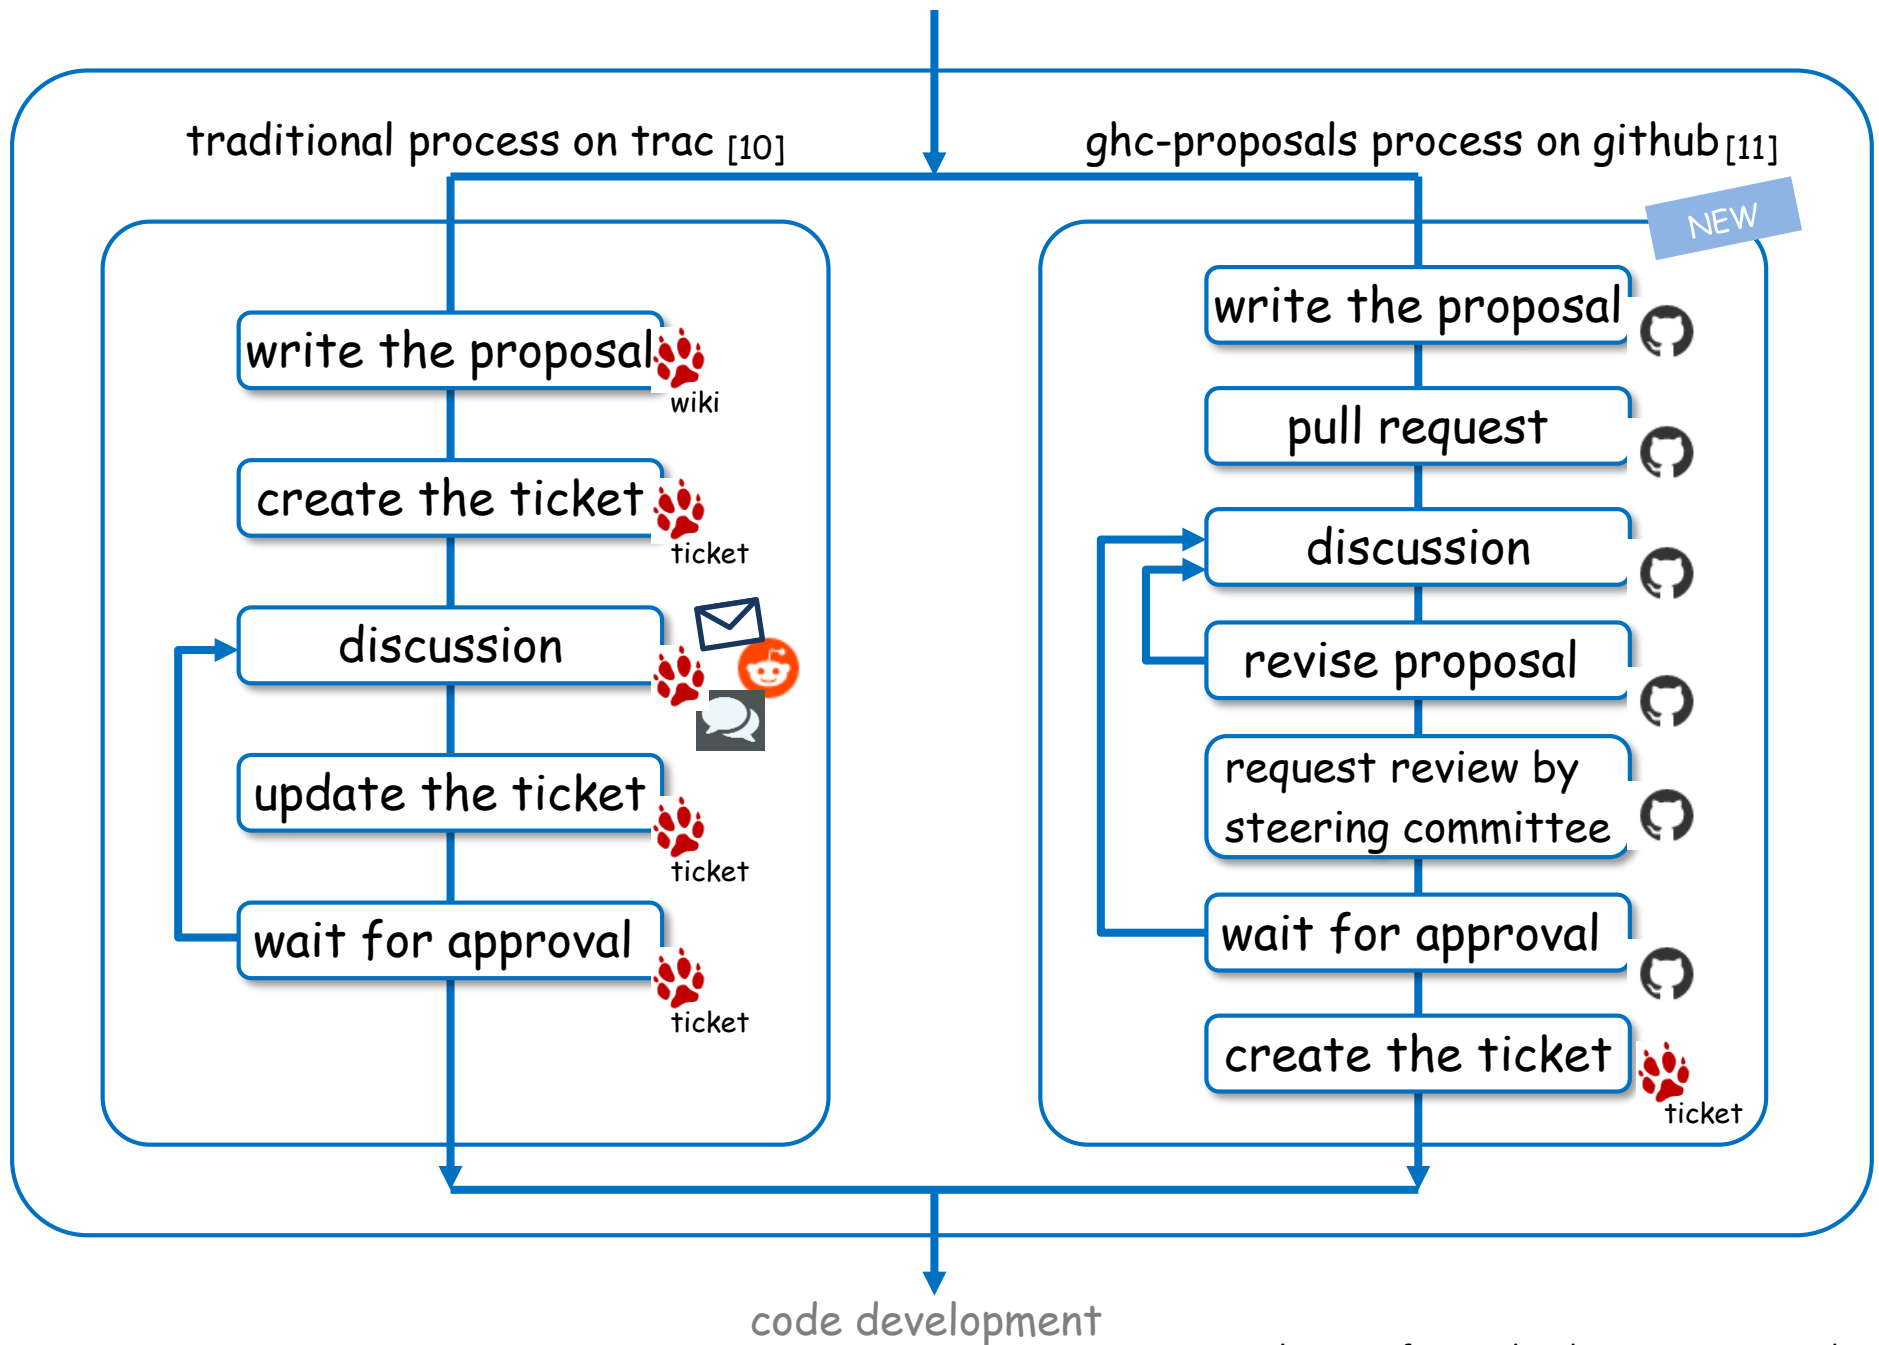 traditional process on trac [10]
ghc-proposals process on github [11]
NEW
write the proposal
wiki
create the ticket
ticket
discussion
update the ticket
ticket
wait for approval
ticket
write the proposal
pull request
discussion
revise proposal
request review by
steering committee
wait for approval
create the ticket
ticket
code development